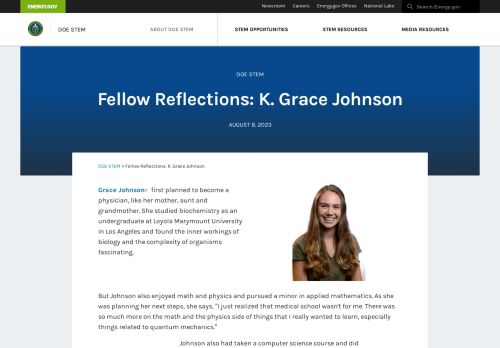 ENERGY.GOV
Newsroom Careers Energy.gov Offices National Labs Search Energy.gov
DOE STEM
ABOUT DOE STEM STEM OPPORTUNITIES STEM RESOURCES MEDIA RESOURCES
DOE STEM
Fellow Reflections: K. Grace Johnson
AUGUST 8, 2023
DOE STEM » Fellow Reflections: K. Grace Johnson
Grace Johnson first planned to become a
physician, like her mother, aunt and
grandmother. She studied biochemistry as an
undergraduate at Loyola Marymount University
in Los Angeles and found the inner workings of
biology and the complexity of organisms
fascinating.
But Johnson also enjoyed math and physics and pursued a minor in applied mathematics. As she
was planning her next steps, she says, "I just realized that medical school wasn't for me. There was
so much more on the math and the physics side of things that I really wanted to learn, especially
things related to quantum mechanics."
Johnson also had taken a computer science course and did